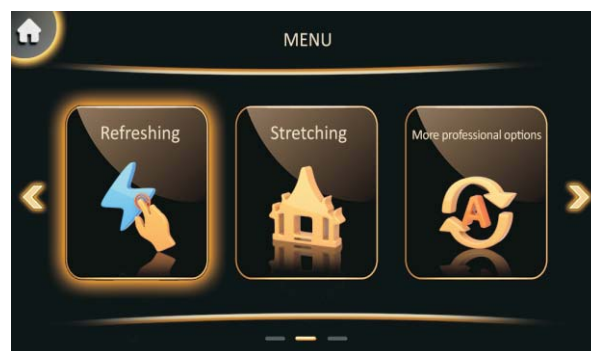 MENU
Refreshing
Stretching
More professional options
A